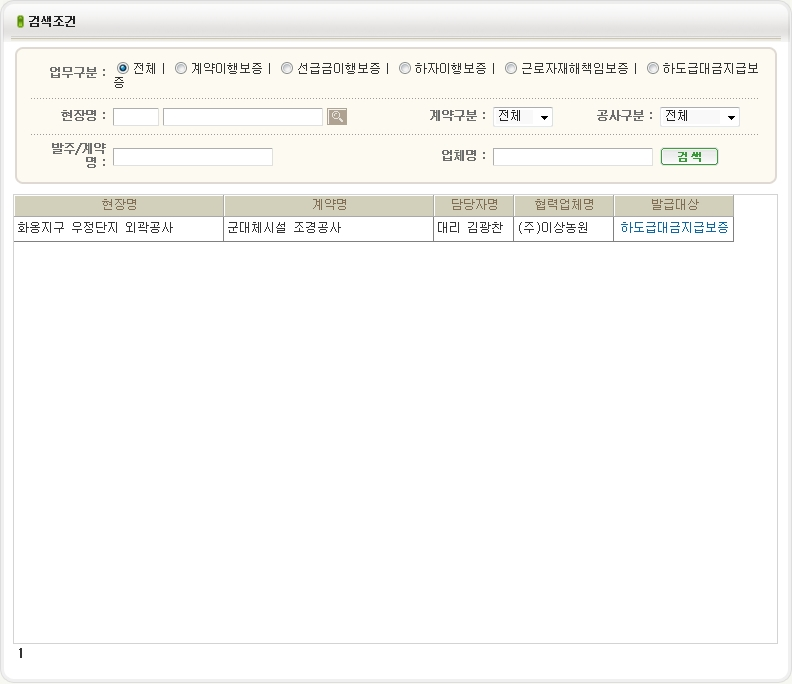 검색조건
업무구분 : 전체 | 계약이행보증 | 선급금이행보증 | 하자이행보증 | 근로자재해책임보증 | 하도급대금지급보
증
현장명 : 계약구분 : 전체 공사구분 : 전체
발주/계약
명 : 업체명 : 검색
현장명 계약명 담당자명 협력업체명 발급대상
화옹지구 우정단지 외곽공사 군대체시설 조경공사 대리 김광찬 (주)이상농원 하도급대금지급보증
1